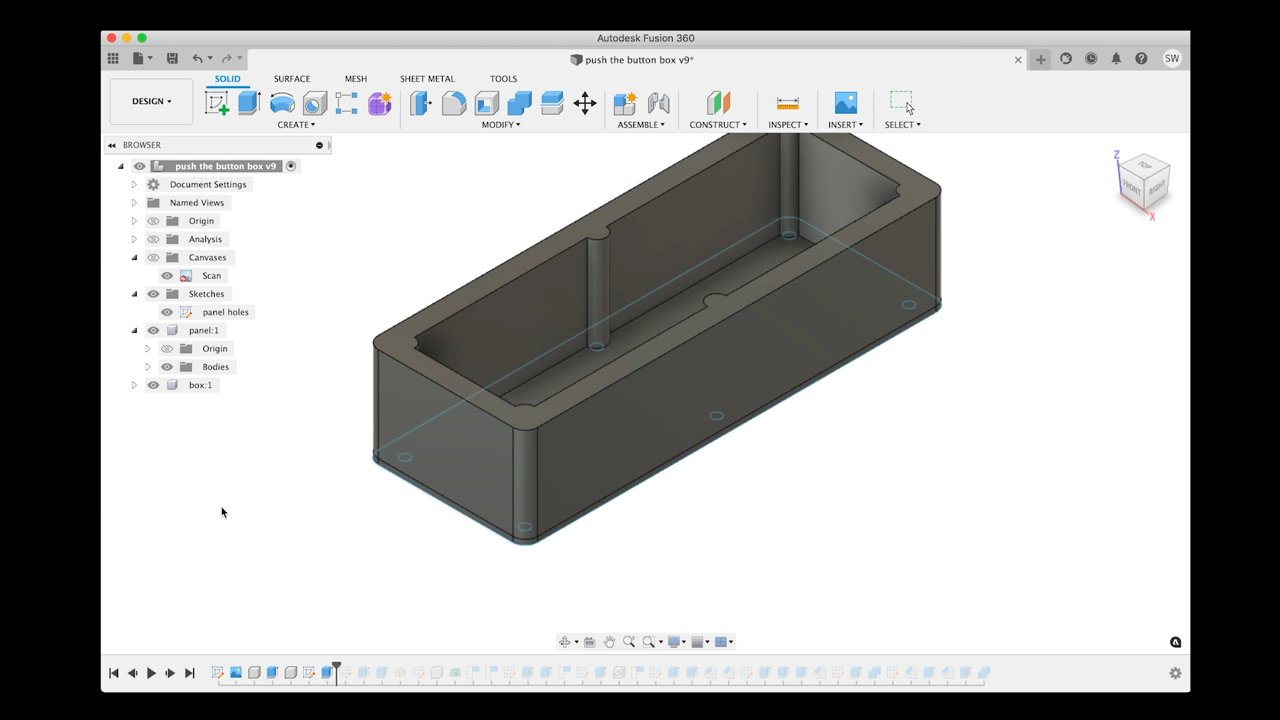 Autodesk Fusion 360
push the button box v9*
SW
SOLID SURFACE MESH SHEET METAL TOOLS
DESIGN
CREATE MODIFY ASSEMBLE CONSTRUCT INSPECT INSERT SELECT
BROWSER
push the button box v9
Document Settings
Named Views
Origin
Analysis
Canvases
Scan
Sketches
panel holes
panel:1
Origin
Bodies
box:1
Z
TOP
FRONT RIGHT
X